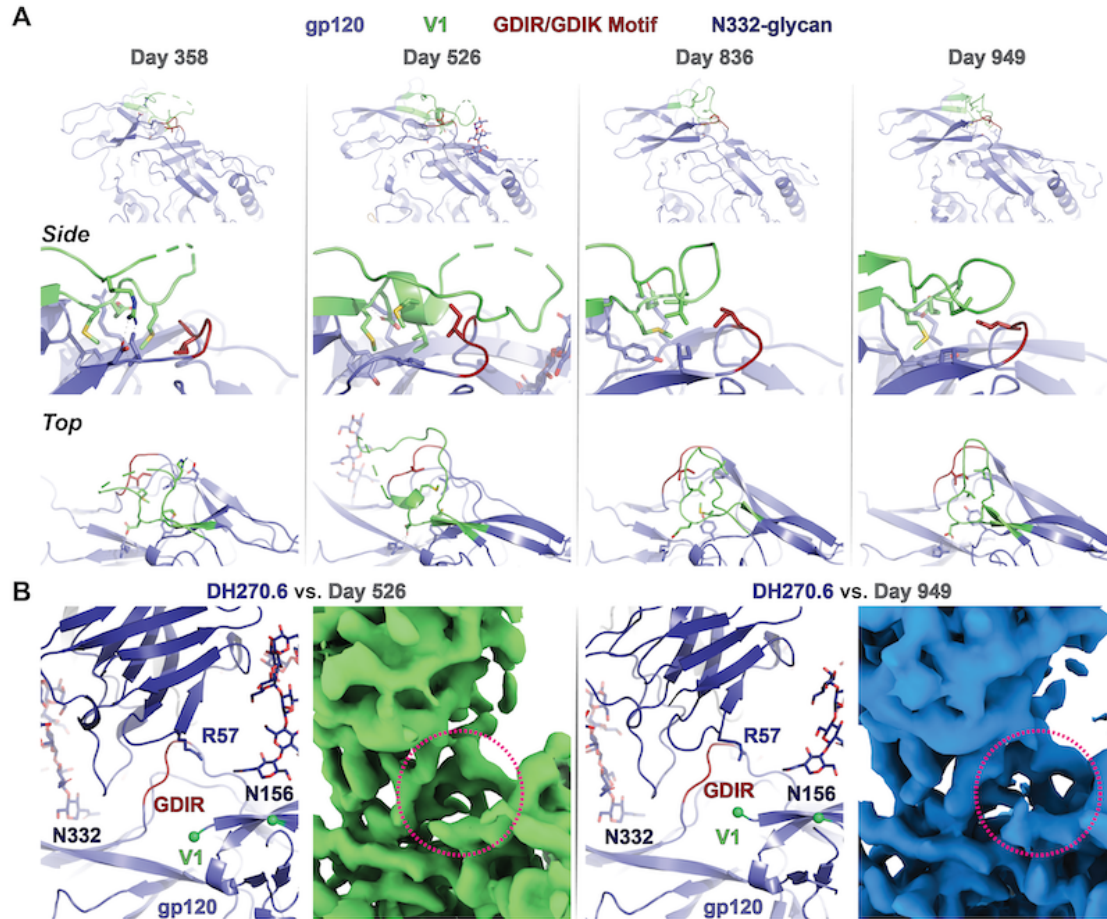 A
gp120 V1 GDIR/GDIK Motif N332-glycan
Day 358 Day 526 Day 836 Day 949
Side
Top
B
DH270.6 vs. Day 526 DH270.6 vs. Day 949
R57 R57
GDIR N156 GDIR N156
N332 V1 N332 V1
gp120 gp120